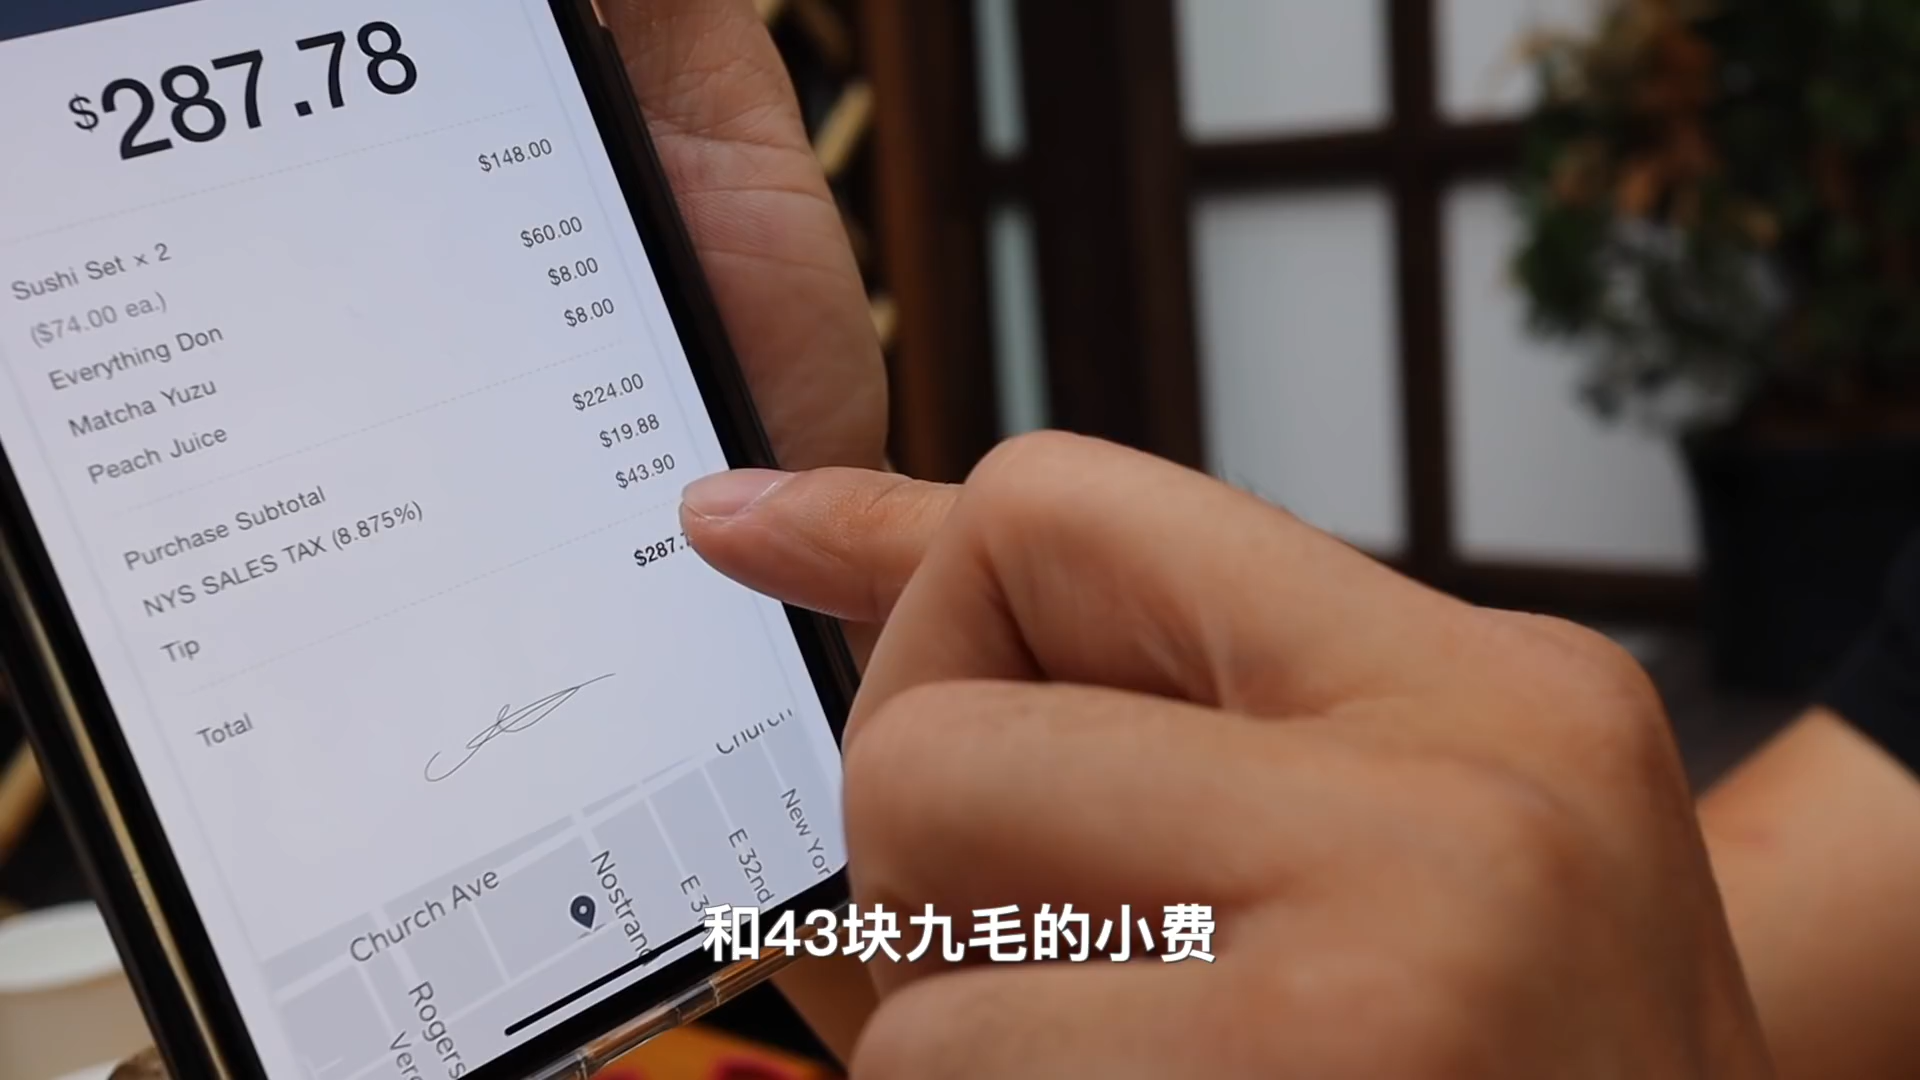 $287.78
Sushi Set x 2 $148.00
($74.00 ea.)
Everything Don $60.00
Matcha Yuzu $8.00
Peach Juice $8.00
Purchase Subtotal $224.00
NYS SALES TAX (8.875%) $19.88
Tip $43.90
Total $287.
Church
Church Ave
Nostrand
E 32nd
New Yor
Rogers
和43块九毛的小费